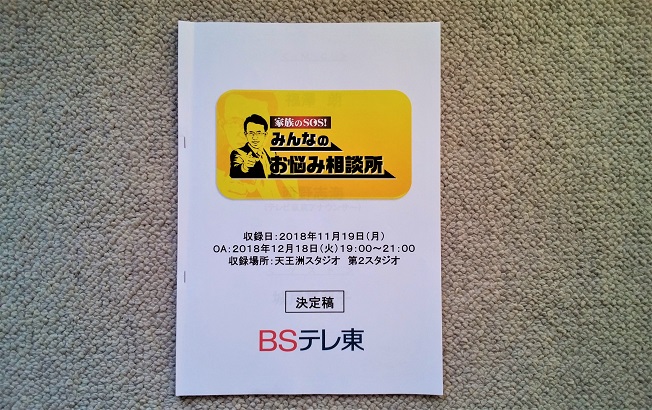 家族のSOS!
みんなの
お悩み相談所
収録日:2018年11月19日(月)
OA:2018年12月18日(火)19:00〜21:00
収録場所:天王洲スタジオ 第2スタジオ
決定稿
BSテレ東